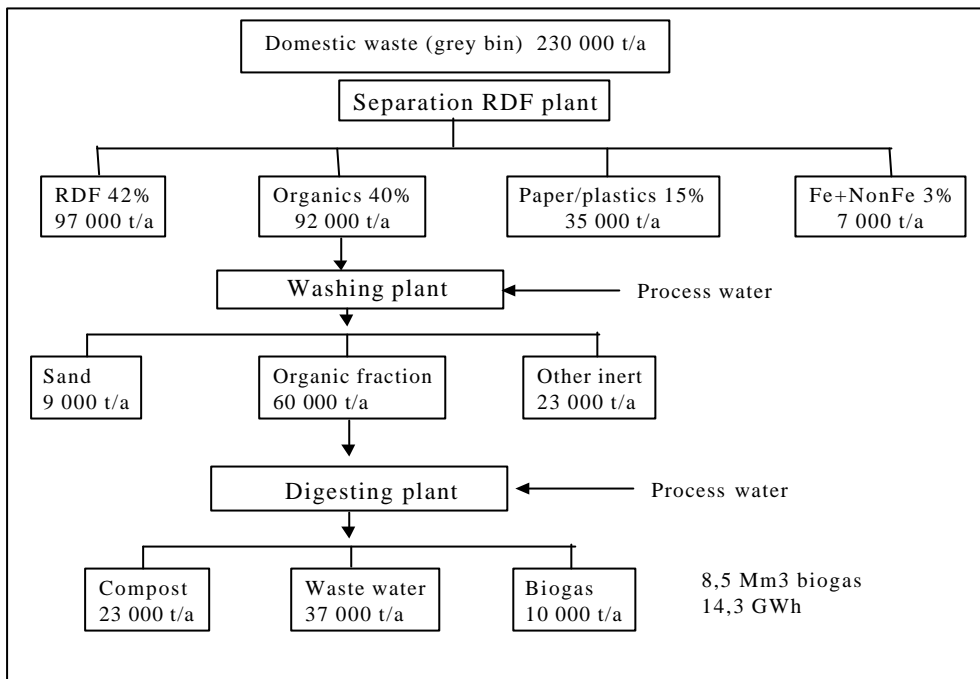 Domestic waste (grey bin) 230 000 t/a
Separation RDF plant
RDF 42%
97 000 t/a
Organics 40%
92 000 t/a
Paper/plastics 15%
35 000 t/a
Fe+NonFe 3%
7 000 t/a
Washing plant
Process water
Sand
9 000 t/a
Organic fraction
60 000 t/a
Other inert
23 000 t/a
Digesting plant
Process water
Compost
23 000 t/a
Waste water
37 000 t/a
Biogas
10 000 t/a
8,5 Mm3 biogas
14,3 GWh